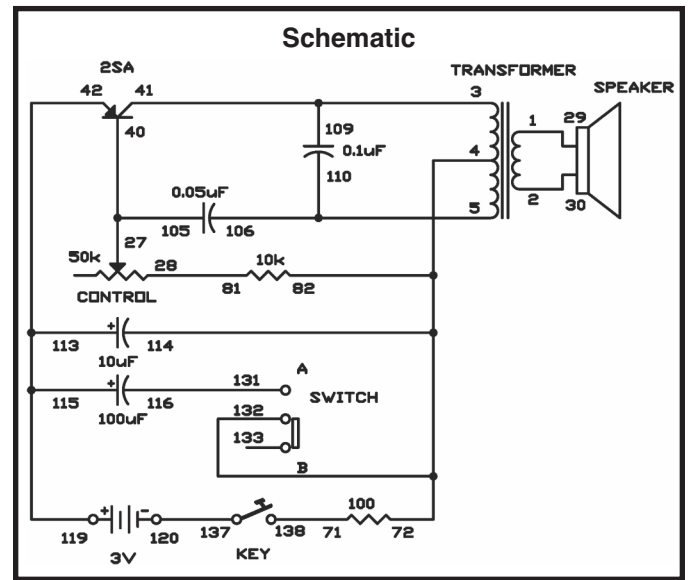 Schematic
2SA
TRANSFORMER
42 41
3
SPEAKER
40
109
0.1uF
1
29
4
110
0.05uF
5
2
30
105 106
27
50k
28
10k
CONTROL
81 82
+
113 114
10uF
A
131
+
SWITCH
115 116
132
100uF
133
B
100
+ -
119 120 137 138 71 72
3V
KEY